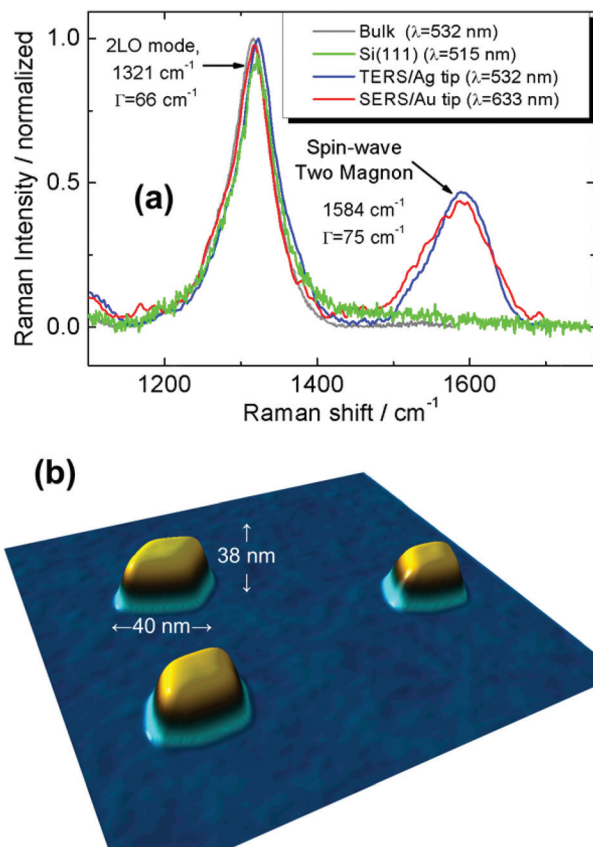 (a)
1.0
0.5
0.0
Raman Intensity / normalized
2LO mode,
1321 cm⁻¹
Γ=66 cm⁻¹
Bulk (λ=532 nm)
Si(111) (λ=515 nm)
TERS/Ag tip (λ=532 nm)
SERS/Au tip (λ=633 nm)
Spin-wave
Two Magnon
1584 cm⁻¹
Γ=75 cm⁻¹
1200 1400 1600
Raman shift / cm⁻¹
(b)
↑
38 nm
↓
←40 nm→